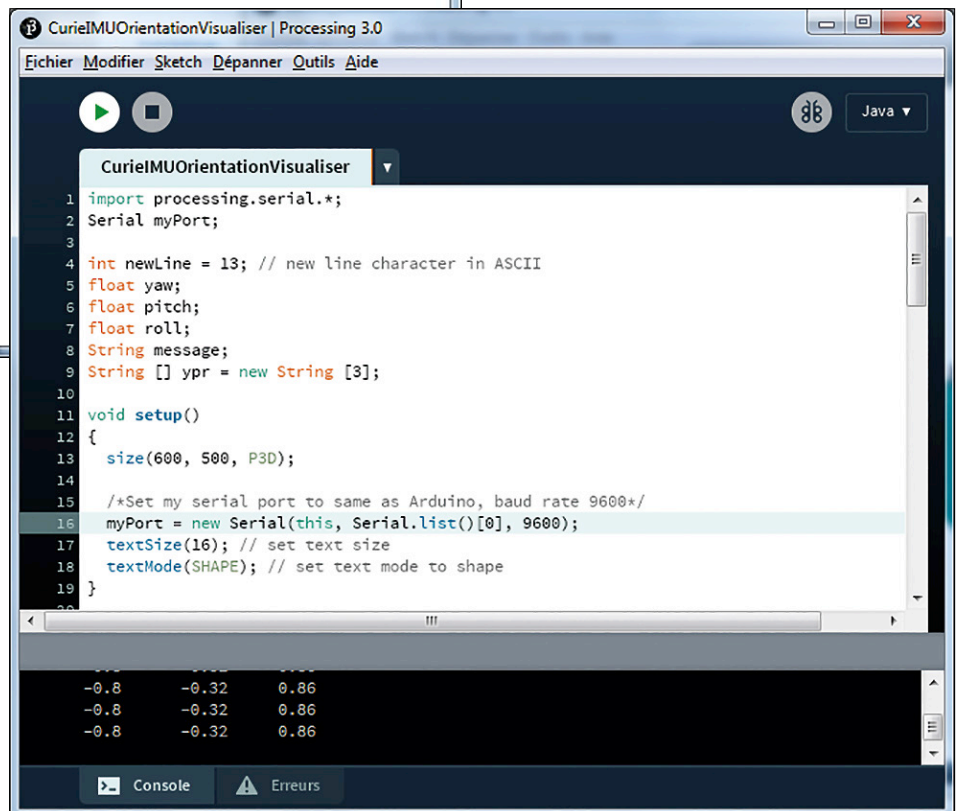 CurieIMUOrientationVisualiser | Processing 3.0
Fichier Modifier Sketch Dépanner Outils Aide
Java ▼
CurieIMUOrientationVisualiser ▼
1 import processing.serial.*;
2 Serial myPort;
3
4 int newLine = 13; // new line character in ASCII
5 float yaw;
6 float pitch;
7 float roll;
8 String message;
9 String [] ypr = new String [3];
10
11 void setup()
12 {
13 size(600, 500, P3D);
14
15 /*Set my serial port to same as Arduino, baud rate 9600*/
16 myPort = new Serial(this, Serial.list()[0], 9600);
17 textSize(16); // set text size
18 textMode(SHAPE); // set text mode to shape
19 }
-0.8 -0.32 0.86
-0.8 -0.32 0.86
-0.8 -0.32 0.86
Console Erreurs